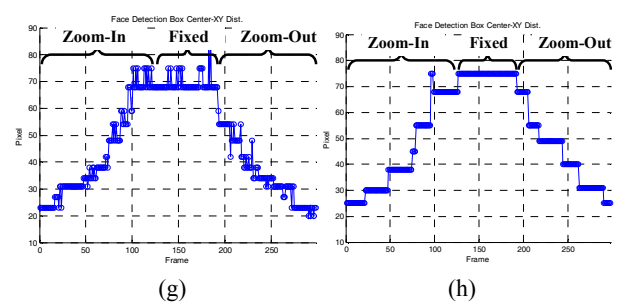 Face Detection Box Center-XY Dist.
Zoom-In Fixed Zoom-Out
90
80
70
60
50
40
30
20
10
Pixel
0 50 100 150 200 250
Frame
(g)
Face Detection Box Center-XY Dist.
Zoom-In Fixed Zoom-Out
90
80
70
60
50
40
30
20
10
Pixel
0 50 100 150 200 250
Frame
(h)